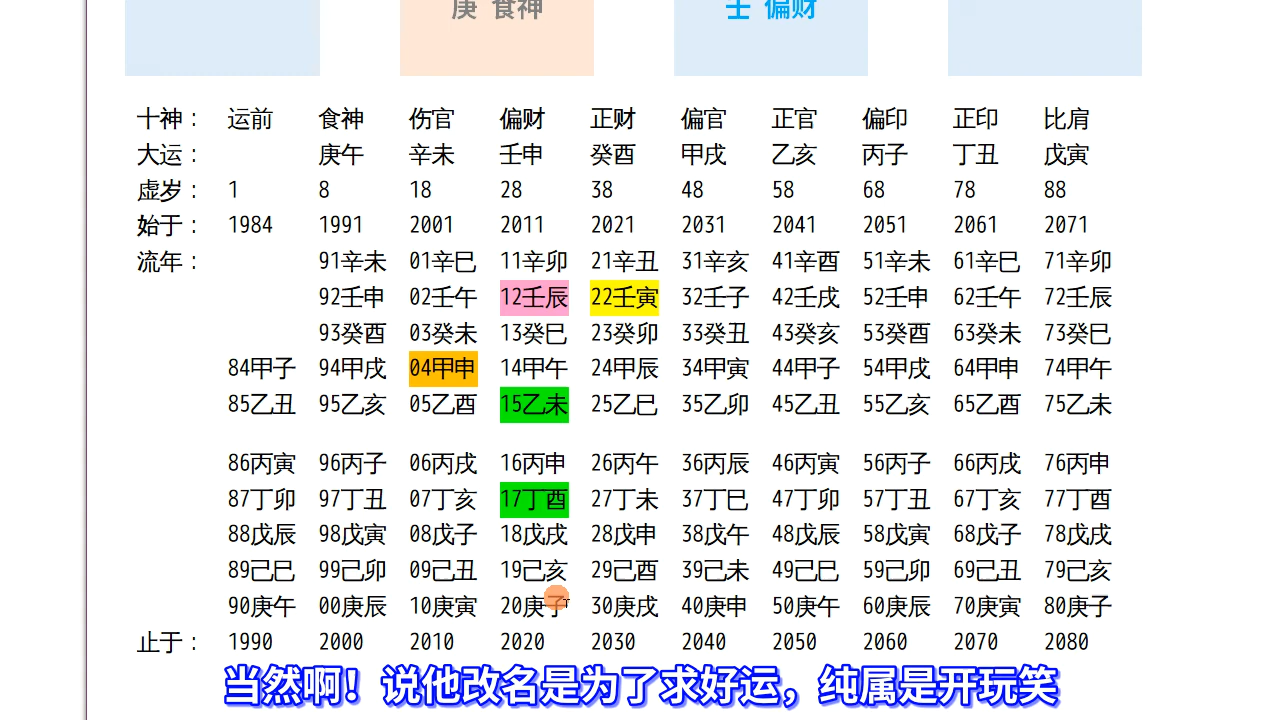 庚 食神 壬 偏财
十神： 运前 食神 伤官 偏财 正财 偏官 正官 偏印 正印 比肩
大运： 庚午 辛未 壬申 癸酉 甲戌 乙亥 丙子 丁丑 戊寅
虚岁： 1 8 18 28 38 48 58 68 78 88
始于： 1984 1991 2001 2011 2021 2031 2041 2051 2061 2071
流年： 91辛未 01辛巳 11辛卯 21辛丑 31辛亥 41辛酉 51辛未 61辛巳 71辛卯
92壬申 02壬午 12壬辰 22壬寅 32壬子 42壬戌 52壬申 62壬午 72壬辰
93癸酉 03癸未 13癸巳 23癸卯 33癸丑 43癸亥 53癸酉 63癸未 73癸巳
84甲子 94甲戌 04甲申 14甲午 24甲辰 34甲寅 44甲子 54甲戌 64甲申 74甲午
85乙丑 95乙亥 05乙酉 15乙未 25乙巳 35乙卯 45乙丑 55乙亥 65乙酉 75乙未
86丙寅 96丙子 06丙戌 16丙申 26丙午 36丙辰 46丙寅 56丙子 66丙戌 76丙申
87丁卯 97丁丑 07丁亥 17丁酉 27丁未 37丁巳 47丁卯 57丁丑 67丁亥 77丁酉
88戊辰 98戊寅 08戊子 18戊戌 28戊申 38戊午 48戊辰 58戊寅 68戊子 78戊戌
89己巳 99己卯 09己丑 19己亥 29己酉 39己未 49己巳 59己卯 69己丑 79己亥
90庚午 00庚辰 10庚寅 20庚子 30庚戌 40庚申 50庚午 60庚辰 70庚寅 80庚子
止于： 1990 2000 2010 2020 2030 2040 2050 2060 2070 2080
当然啊！说他改名是为了求好运，纯属是开玩笑